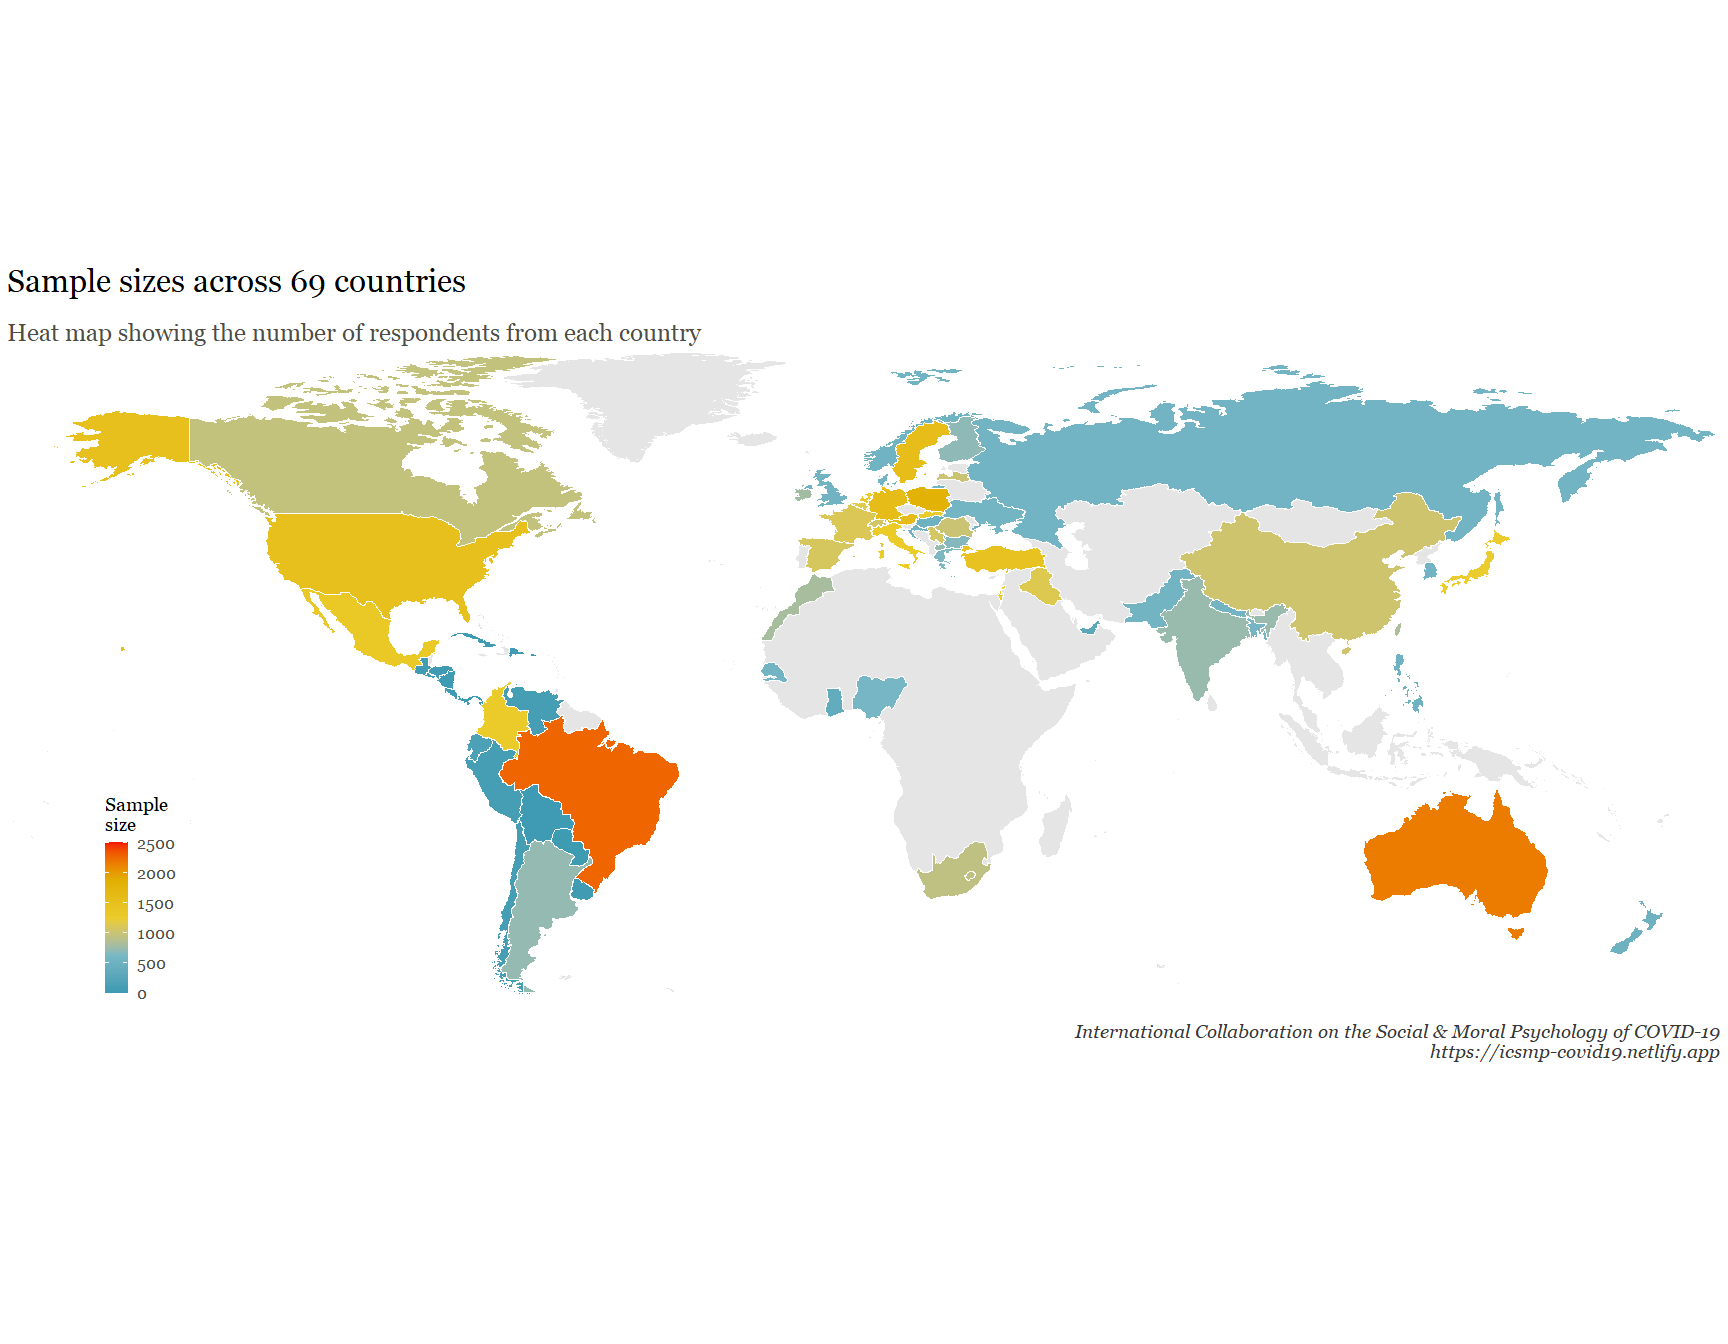 Sample sizes across 69 countries
Heat map showing the number of respondents from each country
Sample
size
2500
2000
1500
1000
500
0
International Collaboration on the Social & Moral Psychology of COVID-19
https://icsmp-covid19.netlify.app